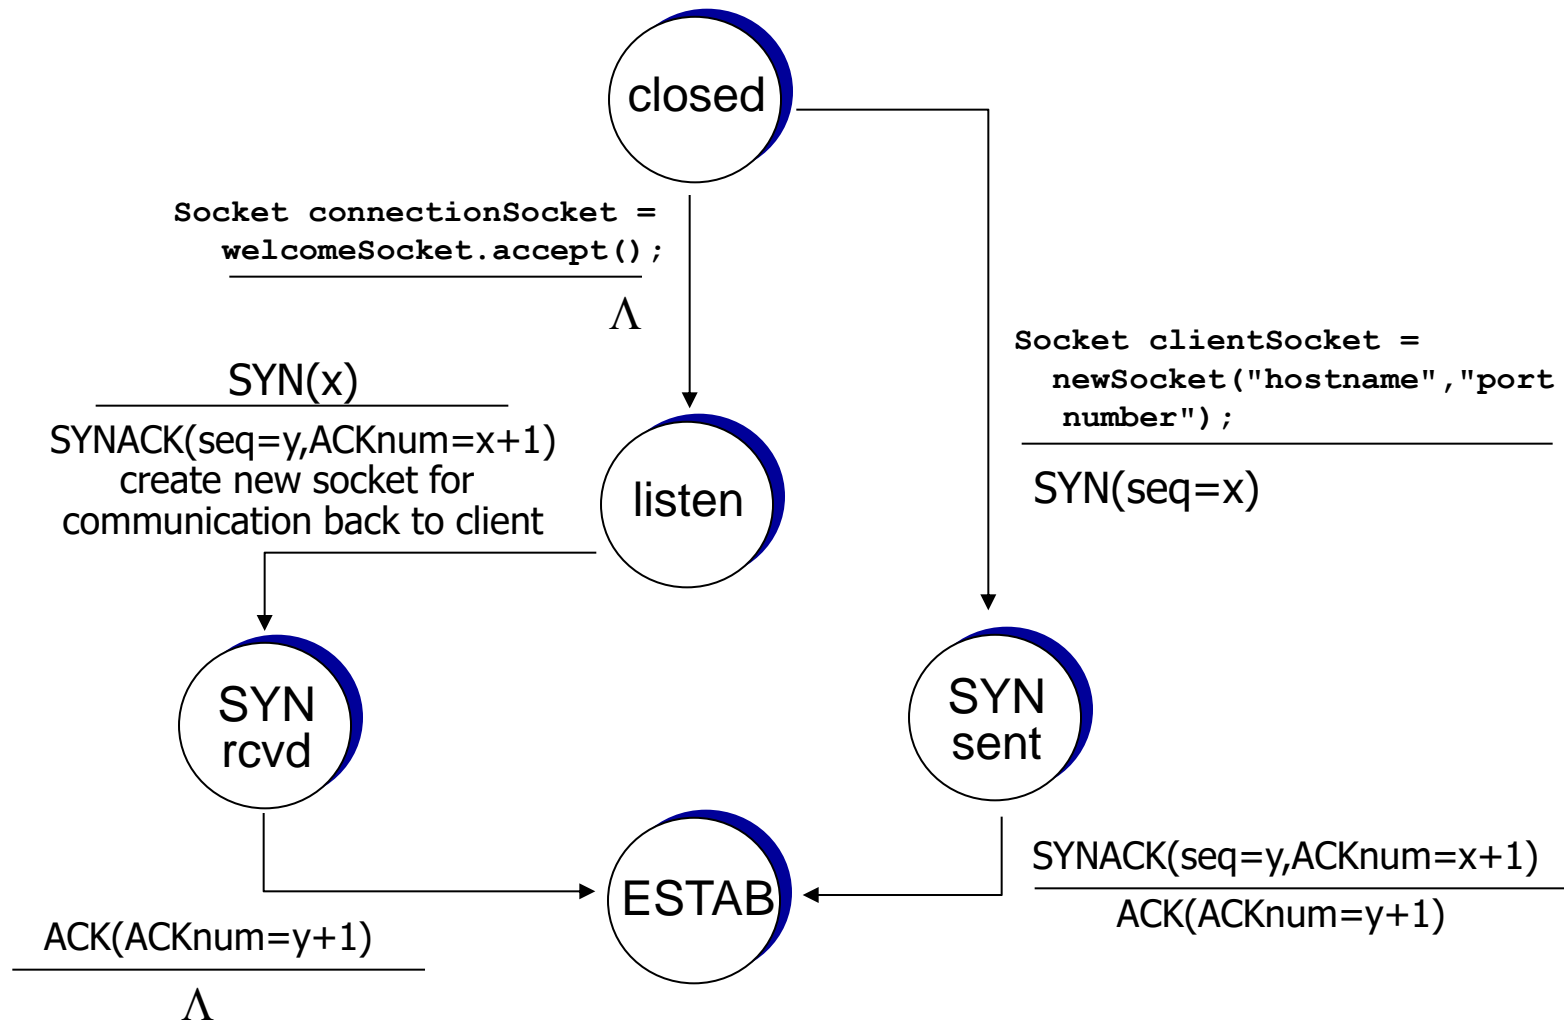 closed
Socket connectionSocket =
welcomeSocket.accept();
Λ
Socket clientSocket =
newSocket("hostname","port
number");
SYN(seq=x)
SYN(x)
SYNACK(seq=y,ACKnum=x+1)
create new socket for
communication back to client
listen
SYN
rcvd
SYN
sent
ESTAB
SYNACK(seq=y,ACKnum=x+1)
ACK(ACKnum=y+1)
ACK(ACKnum=y+1)
Λ